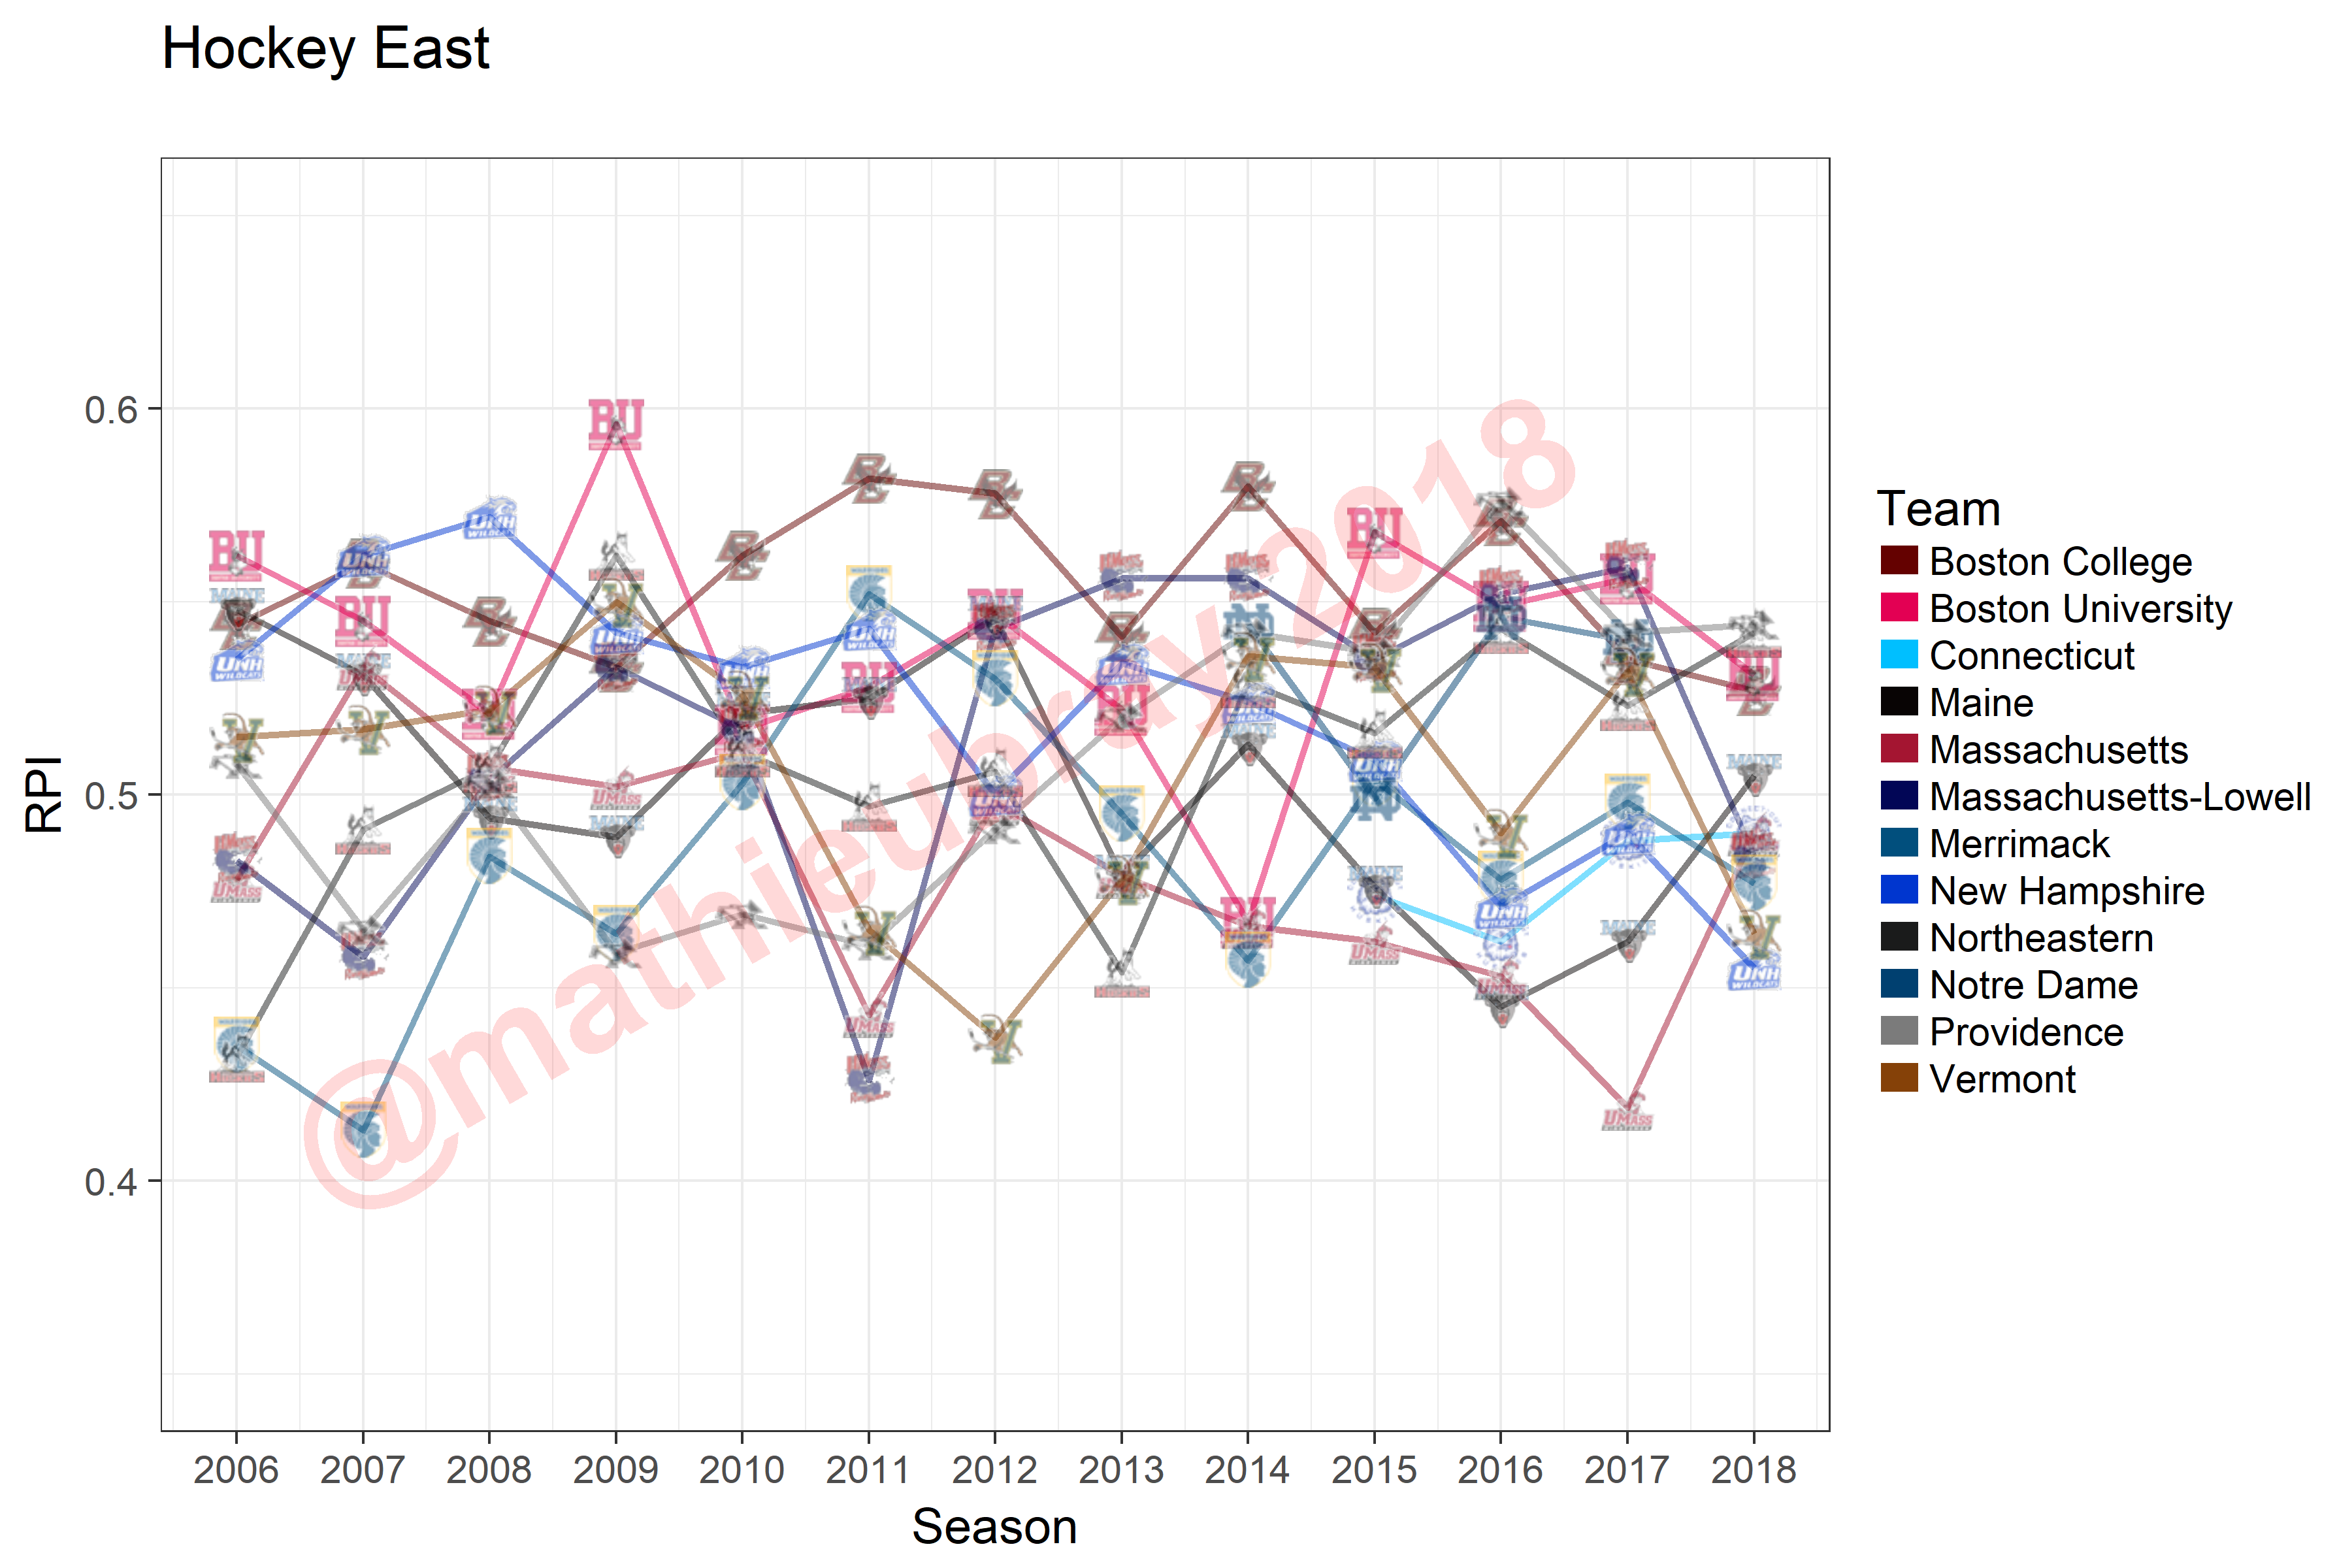 Hockey East
RPI
0.6
0.5
0.4
2006 2007 2008 2009 2010 2011 2012 2013 2014 2015 2016 2017 2018
Season
@mathieubray2018
Team
Boston College
Boston University
Connecticut
Maine
Massachusetts
Massachusetts-Lowell
Merrimack
New Hampshire
Northeastern
Notre Dame
Providence
Vermont